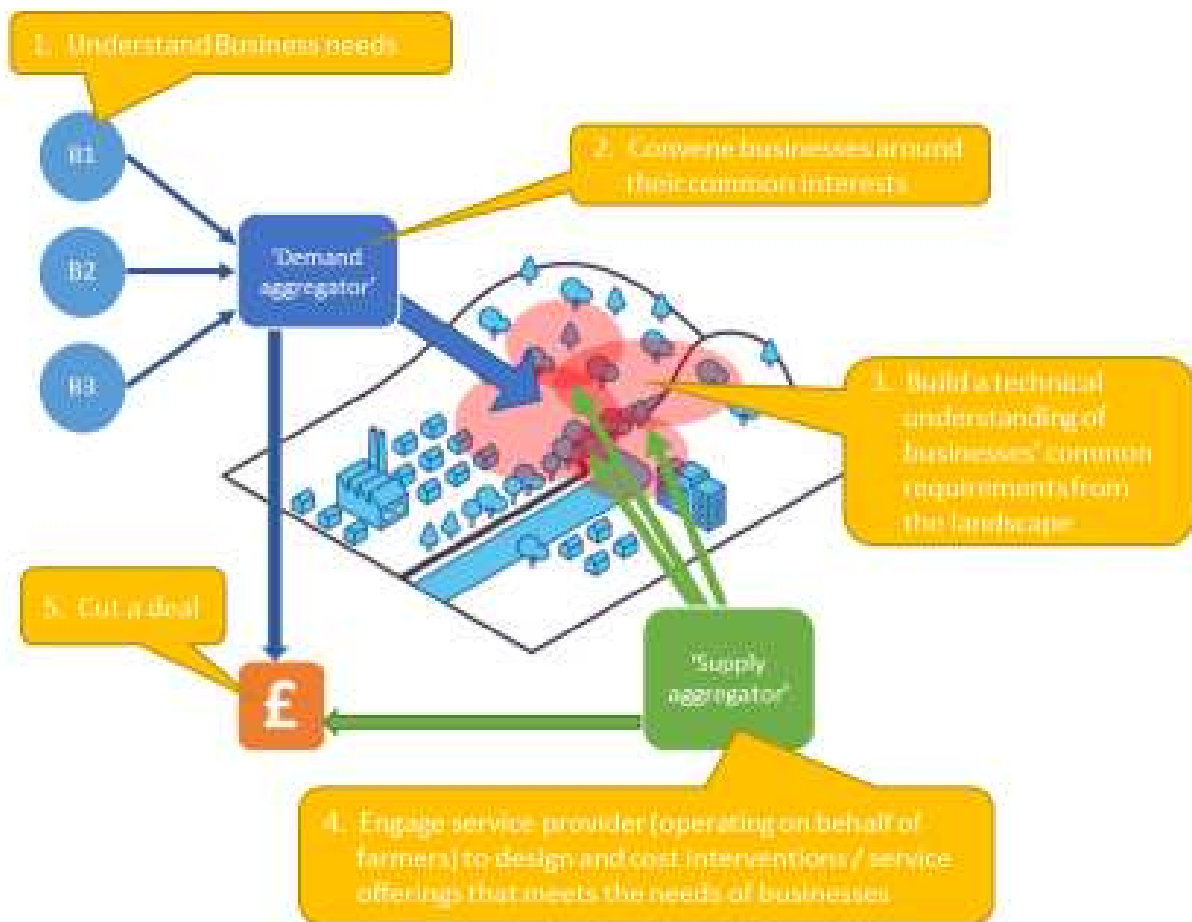 1. Understand Business needs
B1
2. Convene businesses around
their common interests
B2
'Demand
aggregator'
B3
3. Build a technical
understanding of
businesses' common
requirements from
the landscape
5. Cut a deal
£
'Supply
aggregator'
4. Engage service provider (operating on behalf of
farmers) to design and cost interventions / service
offerings that meets the needs of businesses